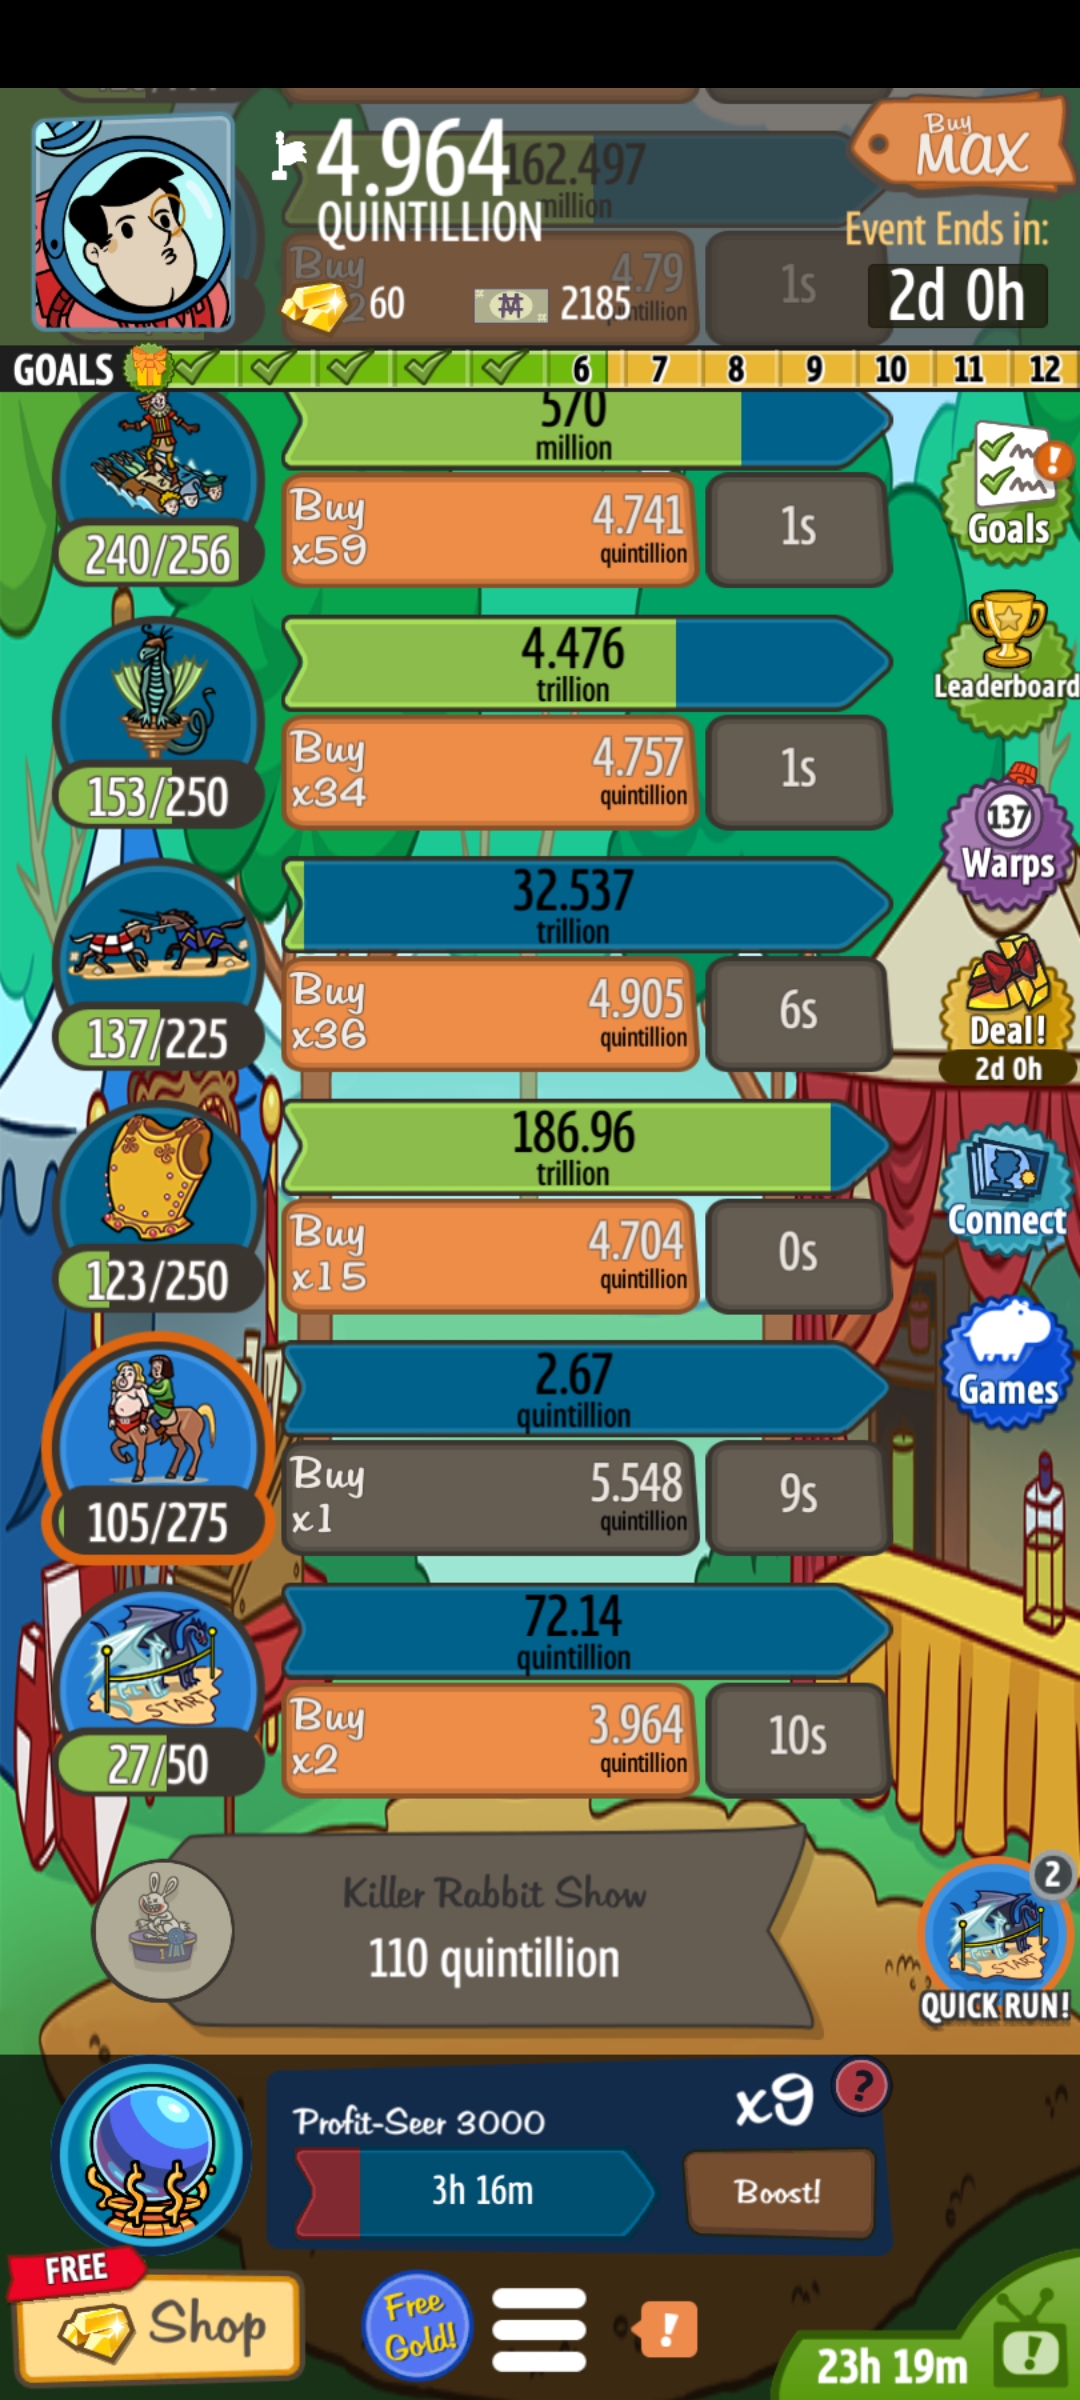 4.964
QUINTILLION
162.497
million
Buy
MAX
Event Ends in:
2d 0h
Buy
4.79
1s
60
2185
GOALS 6 7 8 9 10 11 12
570
million
Buy
x59
4.741
quintillion
1s
240/256
Goals
4.476
trillion
Buy
x34
4.757
quintillion
1s
153/250
Leaderboard
137
Warps
32.537
trillion
Buy
x36
4.905
quintillion
6s
137/225
Deal!
2d 0h
186.96
trillion
Buy
x15
4.704
quintillion
0s
123/250
Connect
2.67
quintillion
Buy
x1
5.548
quintillion
9s
105/275
Games
72.14
quintillion
START
Buy
x2
3.964
quintillion
10s
27/50
Killer Rabbit Show
110 quintillion
1
2
START
QUICK RUN!
Profit-Seer 3000
x9
?
3h 16m
Boost!
FREE
Shop
Free
Gold!
!
23h 19m
!